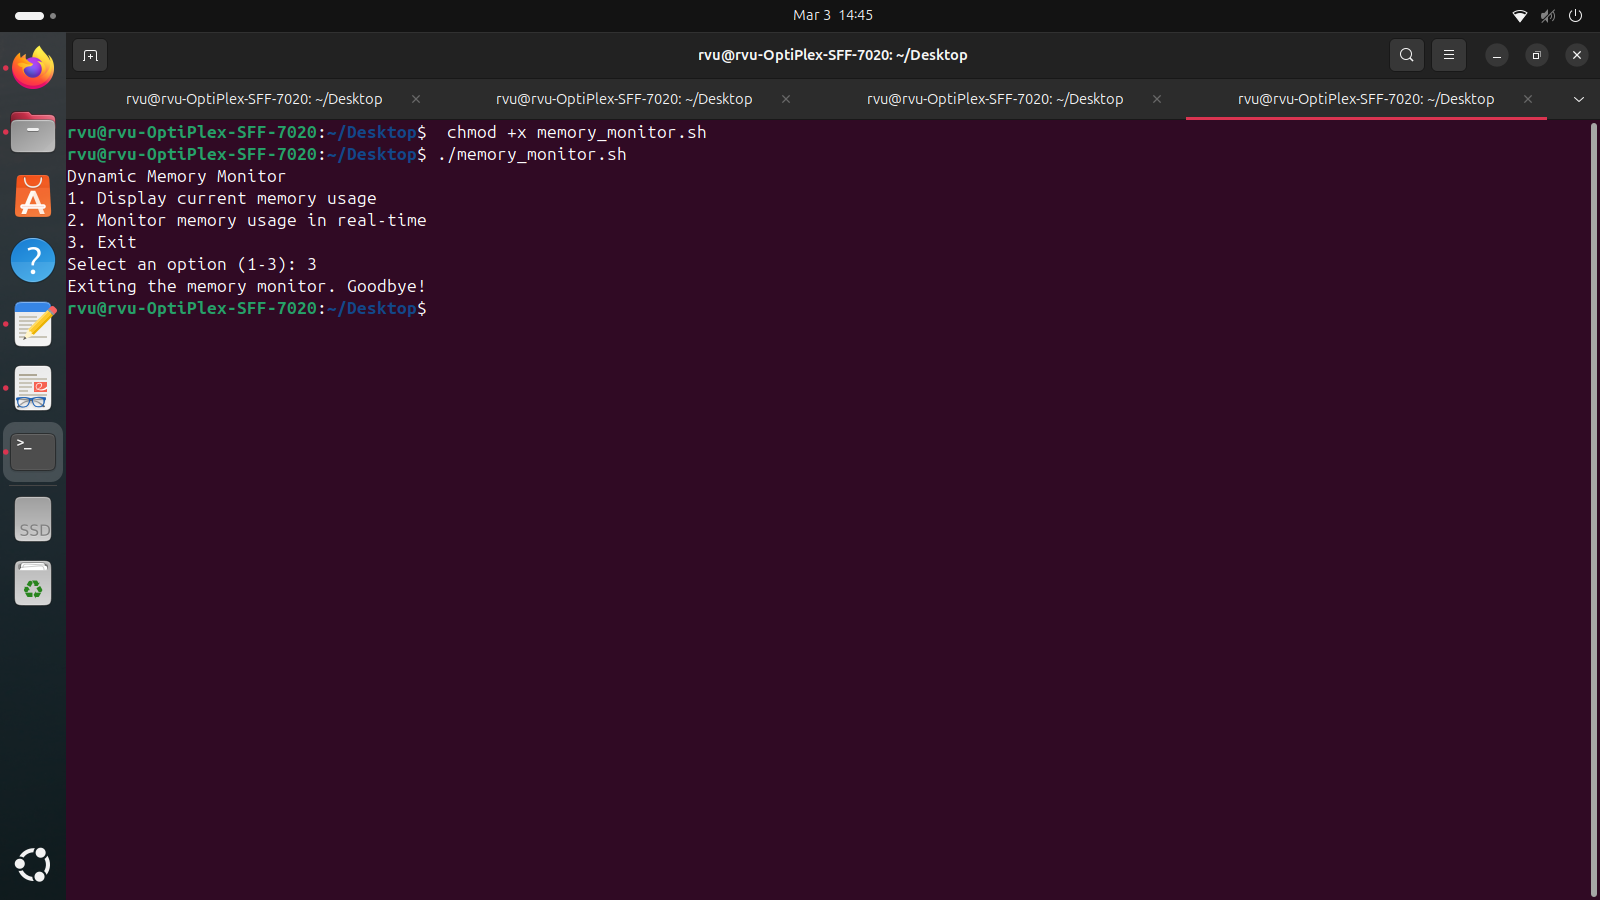 Mar 3 14:45
rvu@rvu-OptiPlex-SFF-7020: ~/Desktop
rvu@rvu-OptiPlex-SFF-7020: ~/Desktop
rvu@rvu-OptiPlex-SFF-7020: ~/Desktop
rvu@rvu-OptiPlex-SFF-7020: ~/Desktop
rvu@rvu-OptiPlex-SFF-7020: ~/Desktop
rvu@rvu-OptiPlex-SFF-7020:~/Desktop$  chmod +x memory_monitor.sh
rvu@rvu-OptiPlex-SFF-7020:~/Desktop$ ./memory_monitor.sh
Dynamic Memory Monitor
1. Display current memory usage
2. Monitor memory usage in real-time
3. Exit
Select an option (1-3): 3
Exiting the memory monitor. Goodbye!
rvu@rvu-OptiPlex-SFF-7020:~/Desktop$
>_
SSD